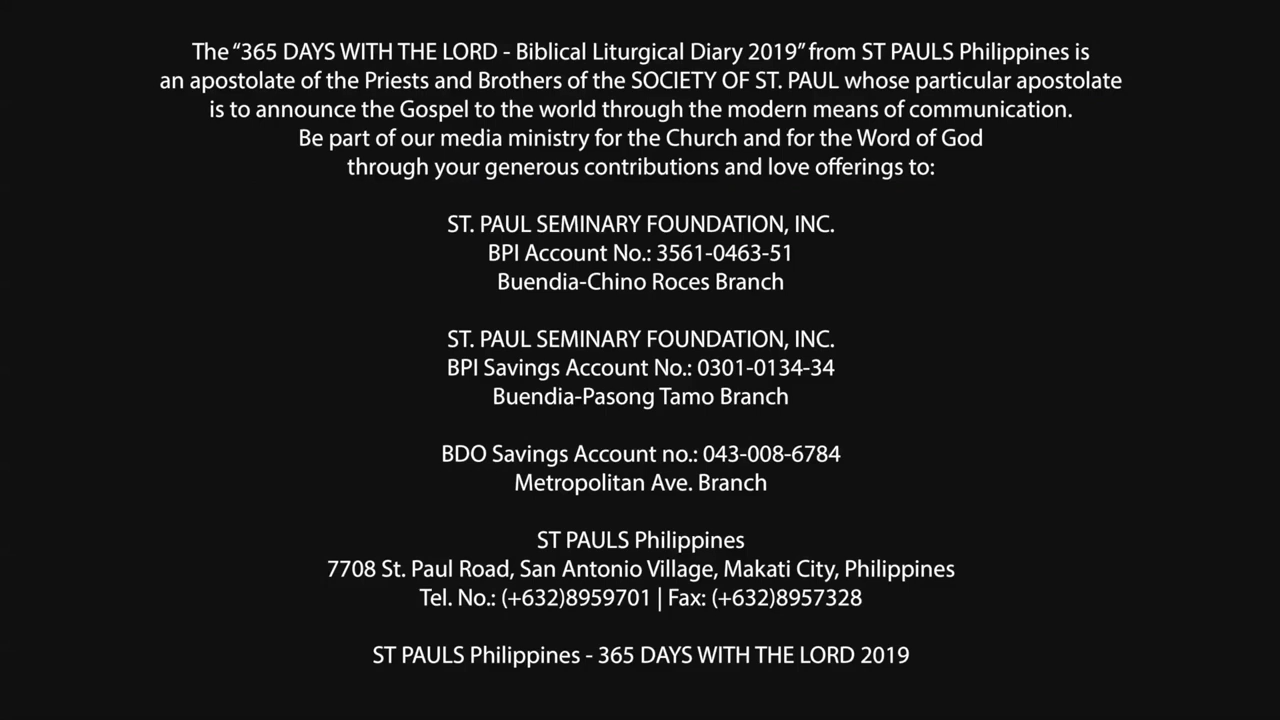 The “365 DAYS WITH THE LORD - Biblical Liturgical Diary 2019” from ST PAULS Philippines is
an apostolate of the Priests and Brothers of the SOCIETY OF ST. PAUL whose particular apostolate
is to announce the Gospel to the world through the modern means of communication.
Be part of our media ministry for the Church and for the Word of God
through your generous contributions and love offerings to:
ST. PAUL SEMINARY FOUNDATION, INC.
BPI Account No.: 3561-0463-51
Buendia-Chino Roces Branch
ST. PAUL SEMINARY FOUNDATION, INC.
BPI Savings Account No.: 0301-0134-34
Buendia-Pasong Tamo Branch
BDO Savings Account no.: 043-008-6784
Metropolitan Ave. Branch
ST PAULS Philippines
7708 St. Paul Road, San Antonio Village, Makati City, Philippines
Tel. No.: (+632)8959701 | Fax: (+632)8957328
ST PAULS Philippines - 365 DAYS WITH THE LORD 2019